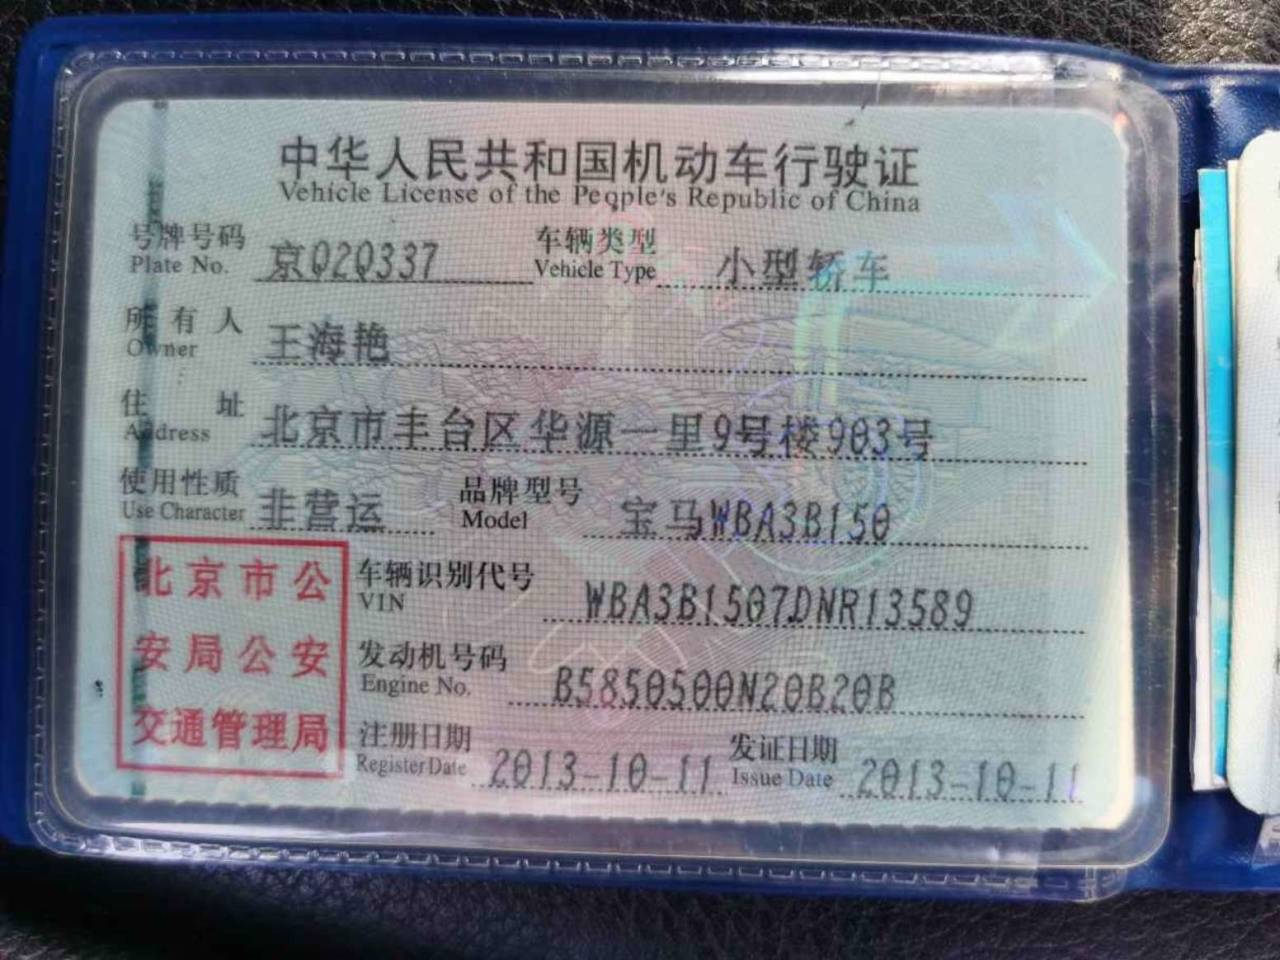 中华人民共和国机动车行驶证
Vehicle License of the People's Republic of China
号牌号码 京Q2Q337 车辆类型 小型轿车
Plate No. Vehicle Type
所有人 王海艳
Owner
住址 北京市丰台区华源一里9号楼903号
Address
使用性质 非营运 品牌型号 宝马WBA3B150
Use Character Model
北京市公
安局公安
交通管理局
车辆识别代号 WBA3B1507DNR13589
VIN
发动机号码 B5850500N20B20B
Engine No.
注册日期 2013-10-11 发证日期 2013-10-11
Register Date Issue Date